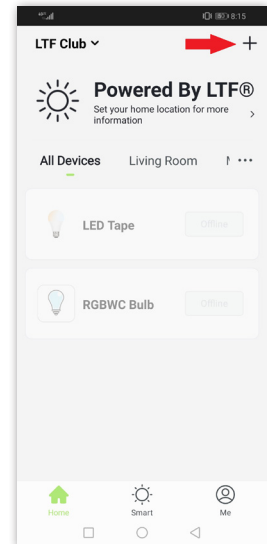 8:15
LTF Club
Powered By LTF®
Set your home location for more
information
All Devices
Living Room
LED Tape
Offline
RGBWC Bulb
Offline
Home
Smart
Me